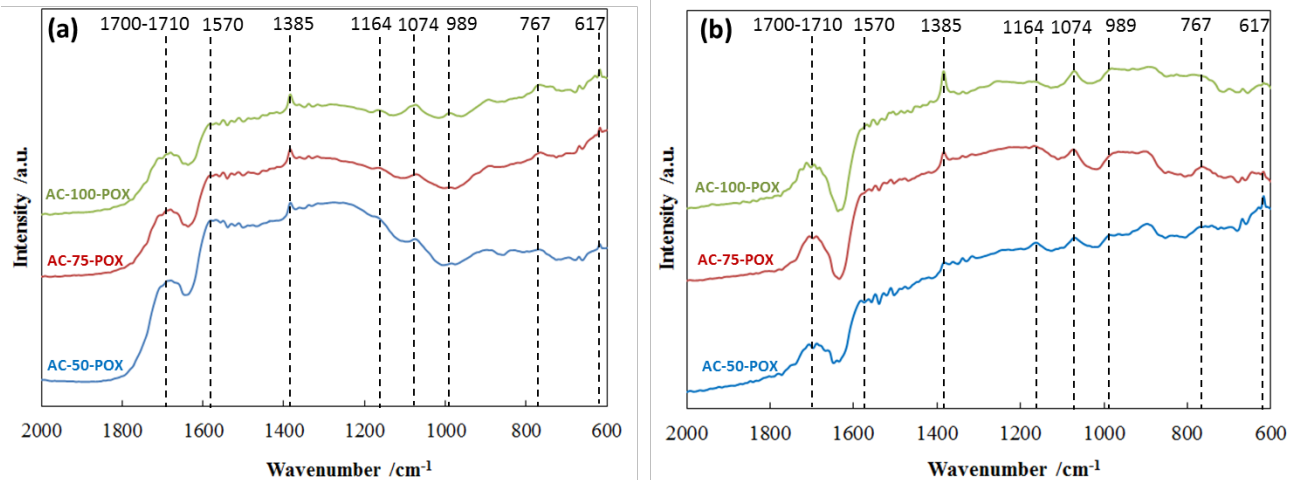 (a)
1700-1710 1570 1385 1164 1074 989 767 617
AC-100-POX
AC-75-POX
AC-50-POX
Intensity /a.u.
2000 1800 1600 1400 1200 1000 800 600
Wavenumber /cm-1
(b)
1700-1710 1570 1385 1164 1074 989 767 617
AC-100-POX
AC-75-POX
AC-50-POX
Intensity /a.u.
2000 1800 1600 1400 1200 1000 800 600
Wavenumber /cm-1